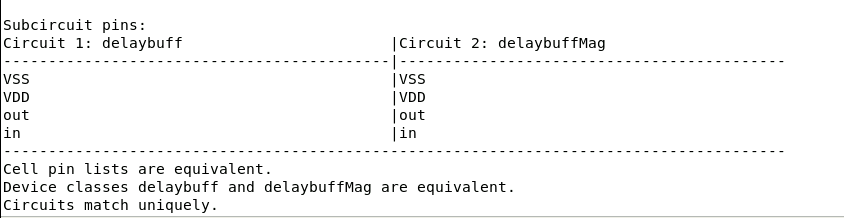 Subcircuit pins:
Circuit 1: delaybuff                       |Circuit 2: delaybuffMag
-------------------------------------------|-------------------------------------------
VSS                                        |VSS
VDD                                        |VDD
out                                        |out
in                                         |in
---------------------------------------------------------------------------------------
Cell pin lists are equivalent.
Device classes delaybuff and delaybuffMag are equivalent.
Circuits match uniquely.